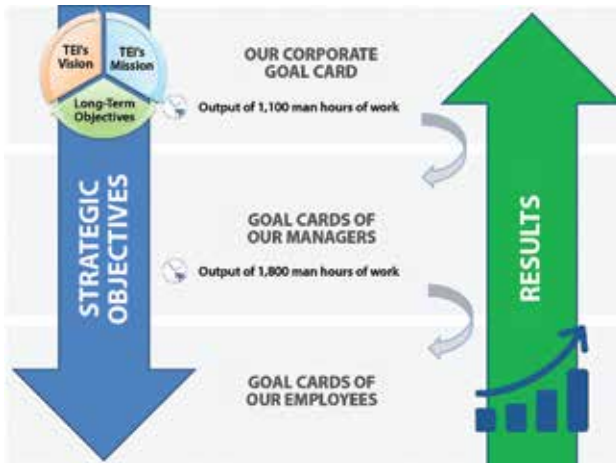 TEI's
Vision
TEI's
Mission
Long-Term
Objectives
OUR CORPORATE
GOAL CARD
Output of 1,100 man hours of work
STRATEGIC
OBJECTIVES
GOAL CARDS OF
OUR MANAGERS
Output of 1,800 man hours of work
RESULTS
GOAL CARDS OF
OUR EMPLOYEES